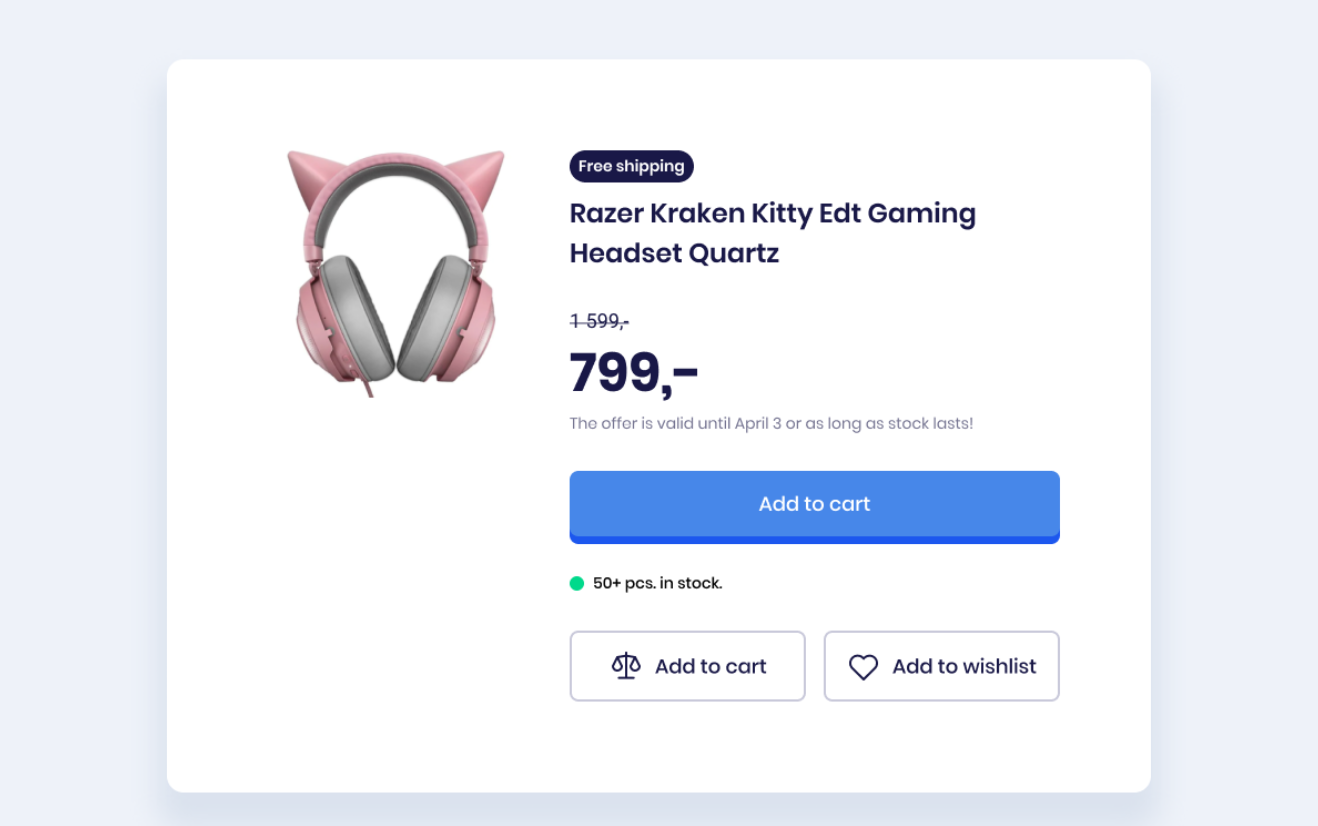 Free shipping
Razer Kraken Kitty Edt Gaming
Headset Quartz
1 599,-
799,-
The offer is valid until April 3 or as long as stock lasts!
Add to cart
50+ pcs. in stock.
Add to cart
Add to wishlist